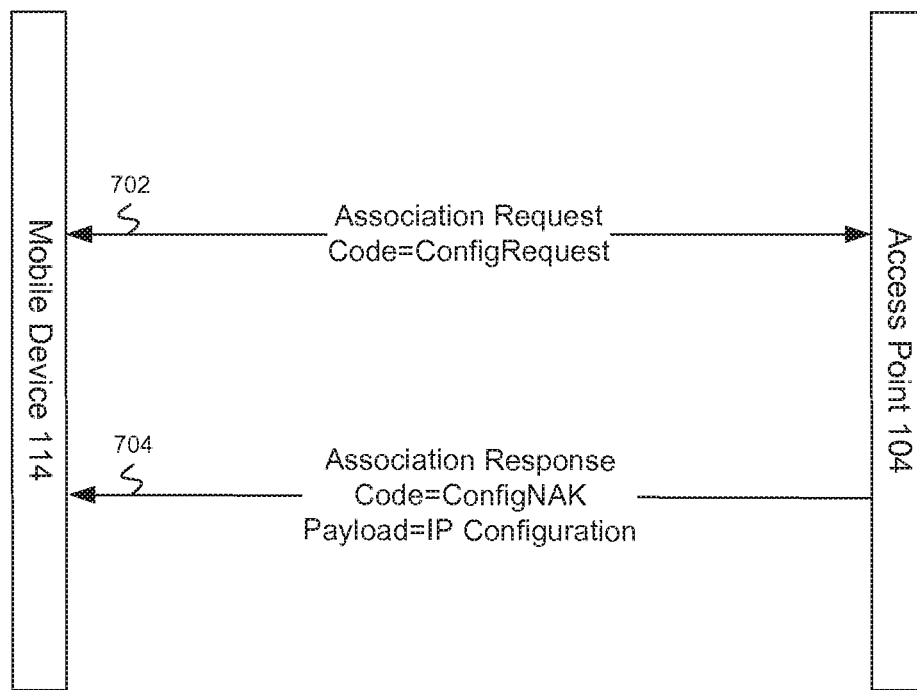 702
Association Request
Code=ConfigRequest
Mobile Device 114
Access Point 104
704
Association Response
Code=ConfigNAK
Payload=IP Configuration